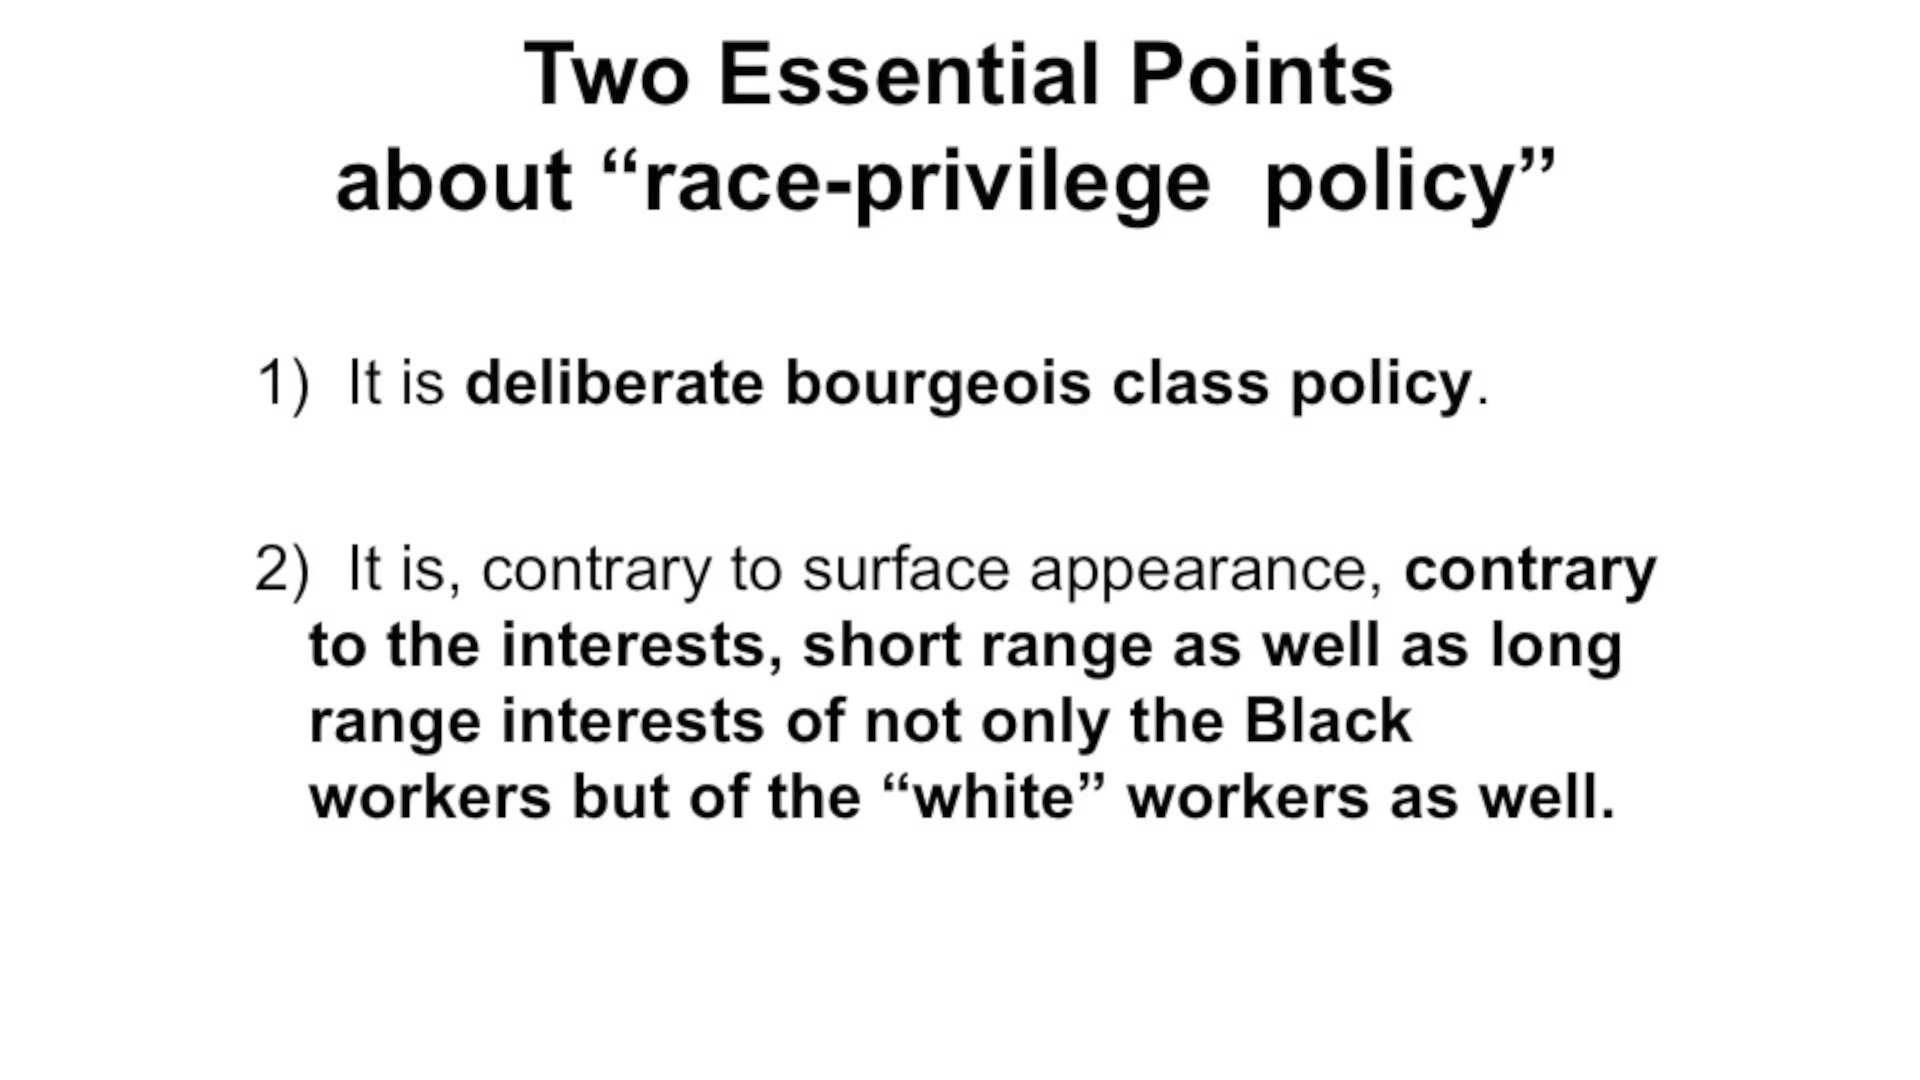 Two Essential Points
about “race-privilege  policy”
1)  It is deliberate bourgeois class policy.
2)  It is, contrary to surface appearance, contrary
to the interests, short range as well as long
range interests of not only the Black
workers but of the “white” workers as well.